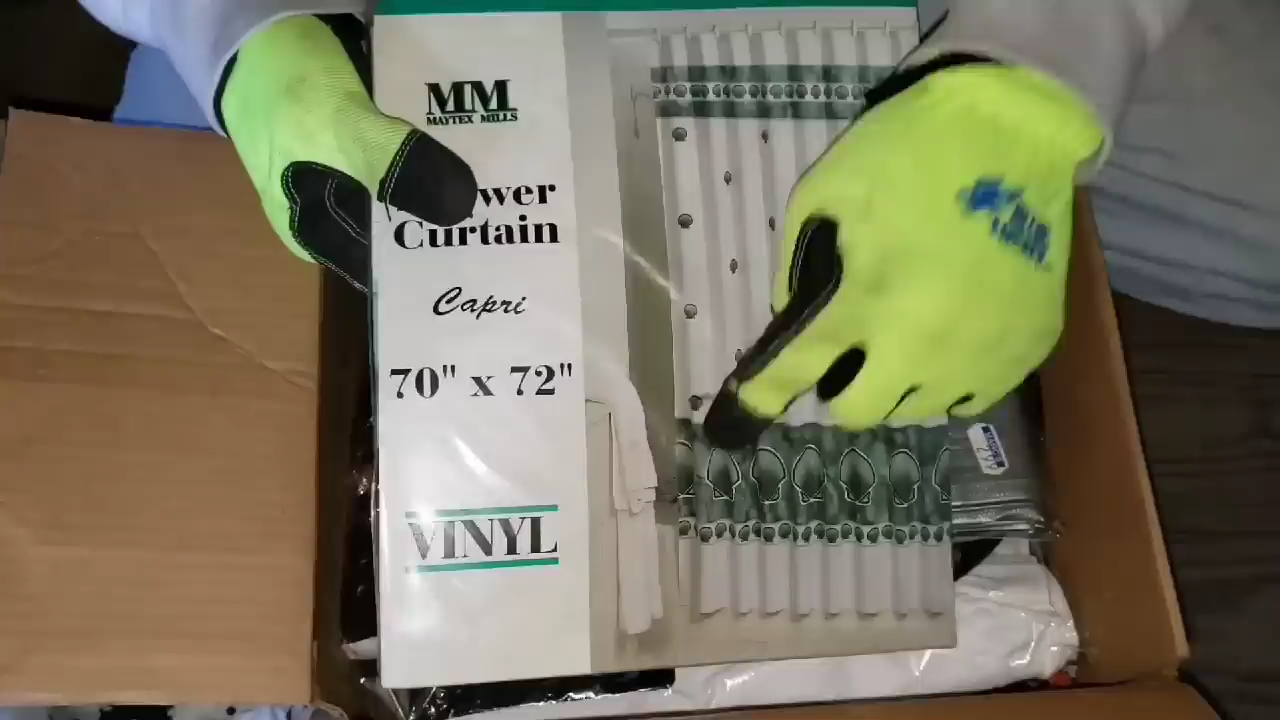 MM
MAYTEX MILLS
wer
Curtain
Capri
70" x 72"
VINYL